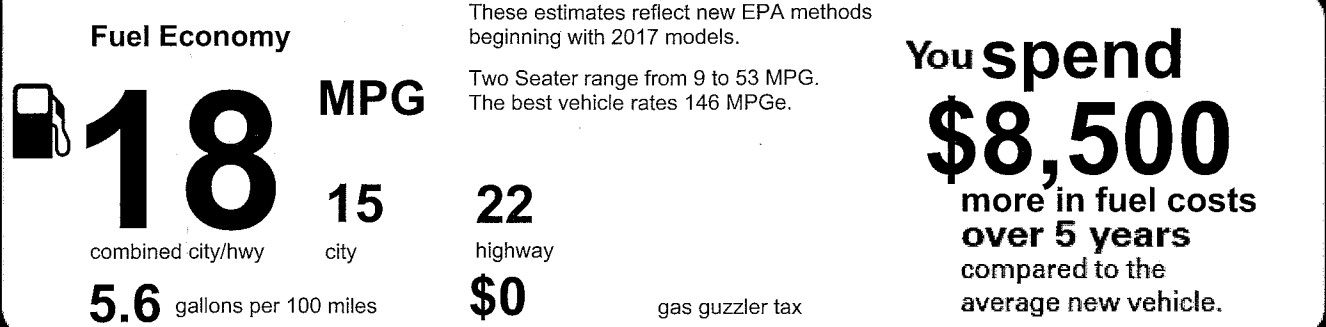 Fuel Economy
18
MPG
combined city/hwy
15
city
22
highway
5.6 gallons per 100 miles
$0 gas guzzler tax
These estimates reflect new EPA methods
beginning with 2017 models.
Two Seater range from 9 to 53 MPG.
The best vehicle rates 146 MPGe.
You spend
$8,500
more in fuel costs
over 5 years
compared to the
average new vehicle.